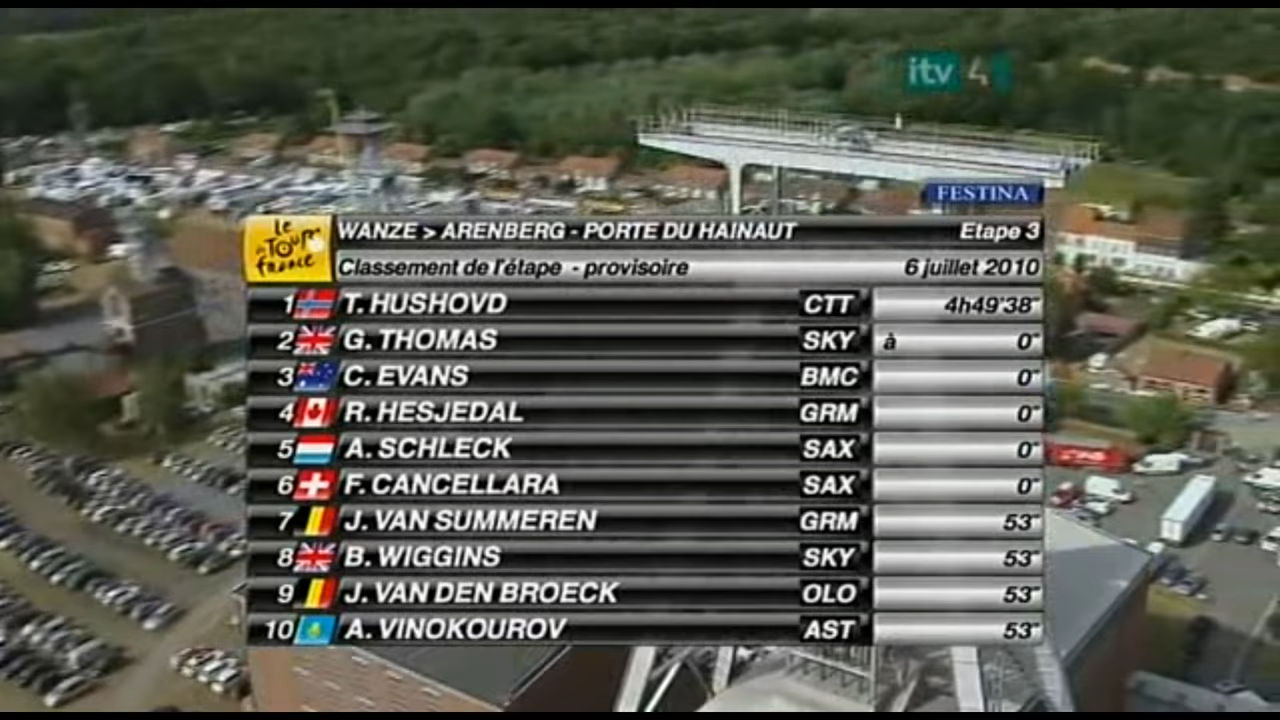 itv 4
FESTINA
le TOUR de france
WANZE > ARENBERG - PORTE DU HAINAUT Etape 3
Classement de l'étape - provisoire 6 juillet 2010
1 T. HUSHOVD CTT 4h49'38"
2 G. THOMAS SKY à 0"
3 C. EVANS BMC 0"
4 R. HESJEDAL GRM 0"
5 A. SCHLECK SAX 0"
6 F. CANCELLARA SAX 0"
7 J. VAN SUMMEREN GRM 53"
8 B. WIGGINS SKY 53"
9 J. VAN DEN BROECK OLO 53"
10 A. VINOKOUROV AST 53"